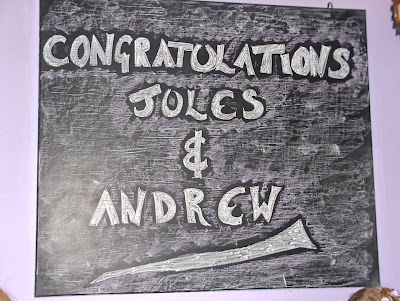 CONGRATULATIONS
JULES
&
ANDREW